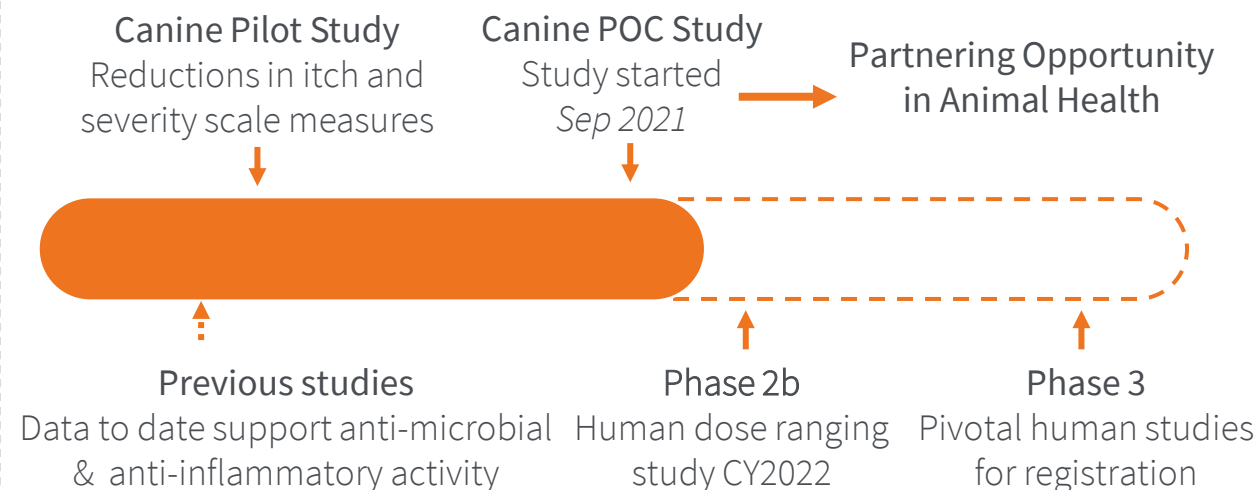 Canine Pilot Study
Reductions in itch and
severity scale measures
Canine POC Study
Study started
Sep 2021
Partnering Opportunity
in Animal Health
Previous studies
Data to date support anti-microbial
& anti-inflammatory activity
Phase 2b
Human dose ranging
study CY2022
Phase 3
Pivotal human studies
for registration